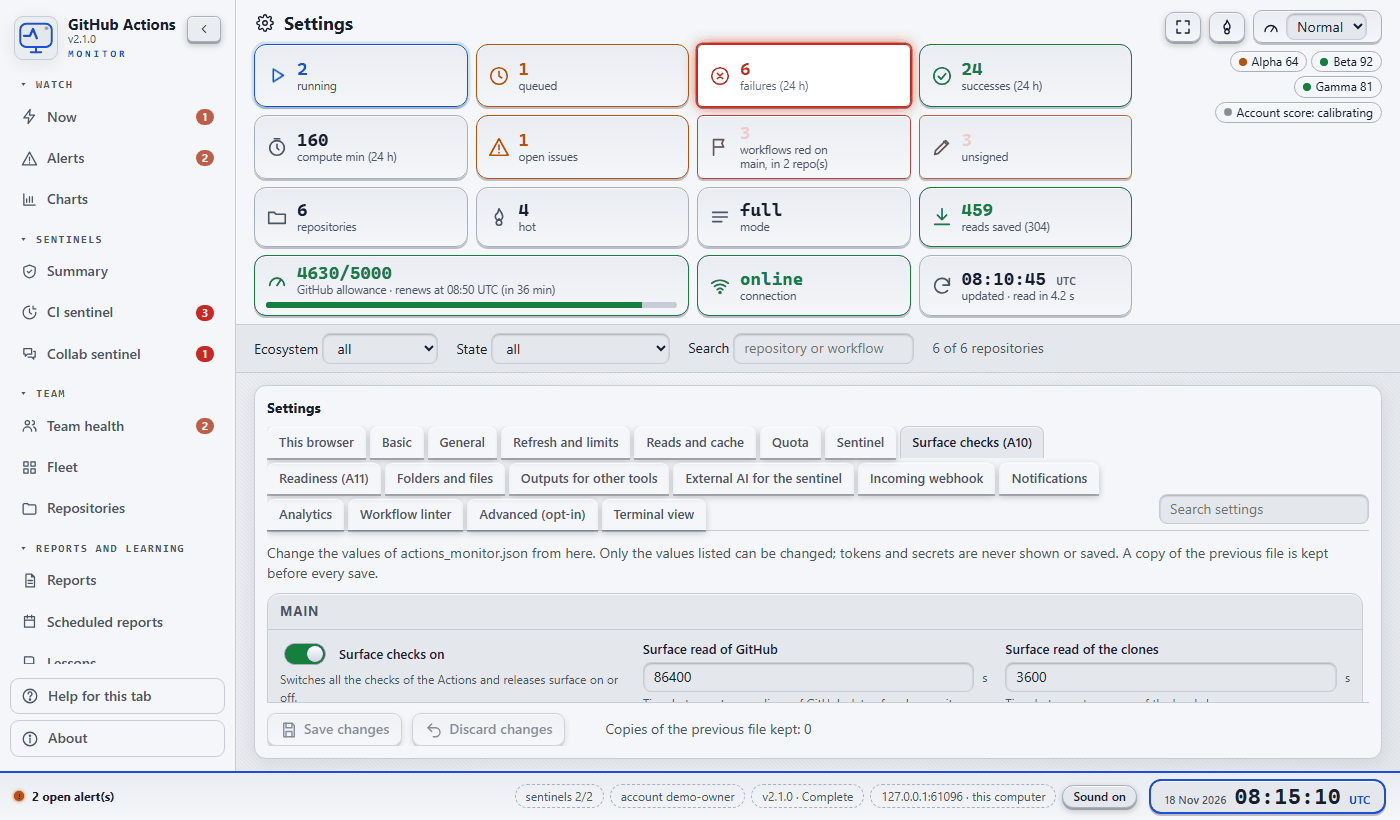 GitHub Actions
v2.1.0
MONITOR
WATCH
Now 1
Alerts 2
Charts
SENTINELS
Summary
CI sentinel 3
Collab sentinel 1
TEAM
Team health 2
Fleet
Repositories
REPORTS AND LEARNING
Reports
Scheduled reports
Lessons
Help for this tab
About
Settings
2
running
1
queued
6
failures (24 h)
24
successes (24 h)
160
compute min (24 h)
1
open issues
3
workflows red on
main, in 2 repo(s)
3
unsigned
6
repositories
4
hot
full
mode
459
reads saved (304)
4630/5000
GitHub allowance · renews at 08:50 UTC (in 36 min)
online
connection
08:10:45 UTC
updated · read in 4.2 s
Normal
Alpha 64
Beta 92
Gamma 81
Account score: calibrating
Ecosystem all State all Search repository or workflow 6 of 6 repositories
Settings
This browser Basic General Refresh and limits Reads and cache Quota Sentinel Surface checks (A10)
Readiness (A11) Folders and files Outputs for other tools External AI for the sentinel Incoming webhook Notifications
Analytics Workflow linter Advanced (opt-in) Terminal view Search settings
Change the values of actions_monitor.json from here. Only the values listed can be changed; tokens and secrets are never shown or saved. A copy of the previous file is kept
before every save.
MAIN
Surface checks on
Switches all the checks of the Actions and releases surface on or
off.
Surface read of GitHub
86400 s
Surface read of the clones
3600 s
Save changes Discard changes Copies of the previous file kept: 0
2 open alert(s) sentinels 2/2 account demo-owner v2.1.0 · Complete 127.0.0.1:61096 · this computer Sound on 18 Nov 2026 08:15:10 UTC